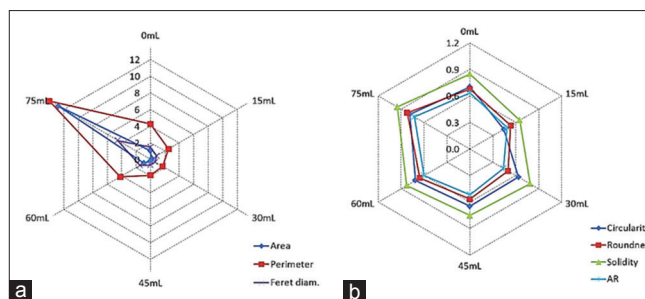 0mL
12
10
8
6
4
2
0
75mL
15mL
60mL
30mL
45mL
Area
Perimeter
Feret diam.
a
0mL
1.2
0.9
0.6
0.3
0.0
75mL
15mL
60mL
30mL
45mL
Circularit
Roundne
Solidity
AR
b